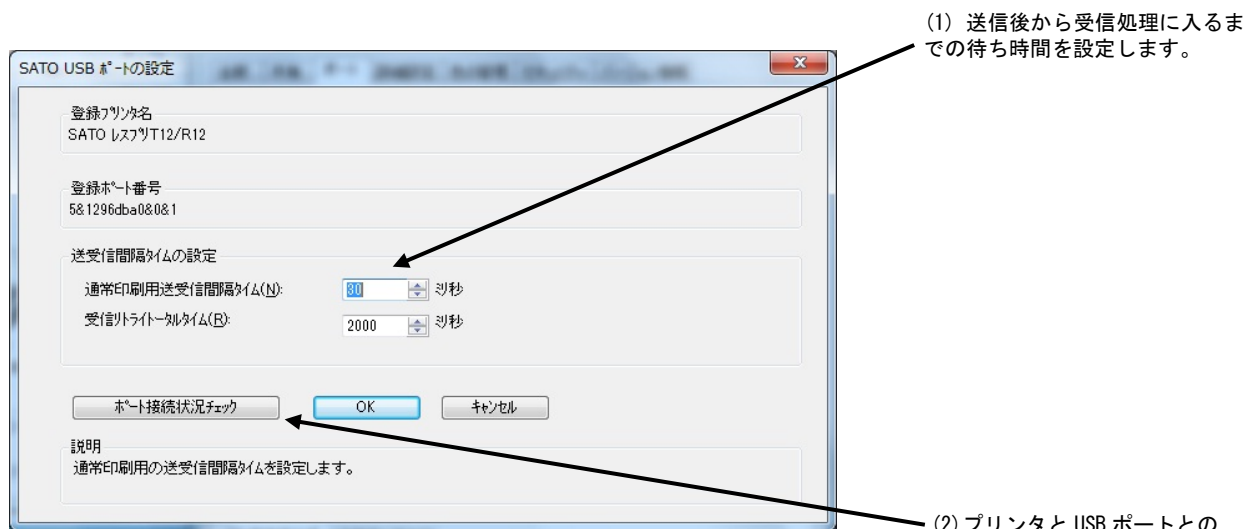 (1) 送信後から受信処理に入るま
での待ち時間を設定します。
SATO USB ﾎﾟｰﾄの設定
登録ﾌﾟﾘﾝﾀ名
SATO ﾚｽﾌﾟﾘT12/R12
登録ﾎﾟｰﾄ番号
5&1296dba0&0&1
送受信間隔ﾀｲﾑの設定
通常印刷用送受信間隔ﾀｲﾑ(N): 30 ﾐﾘ秒
受信ﾘﾄﾗｲﾄｰﾀﾙﾀｲﾑ(R): 2000 ﾐﾘ秒
ﾎﾟｰﾄ接続状況ﾁｪｯｸ OK ｷｬﾝｾﾙ
説明
通常印刷用の送受信間隔ﾀｲﾑを設定します。
(2)プリンタと USB ポートとの